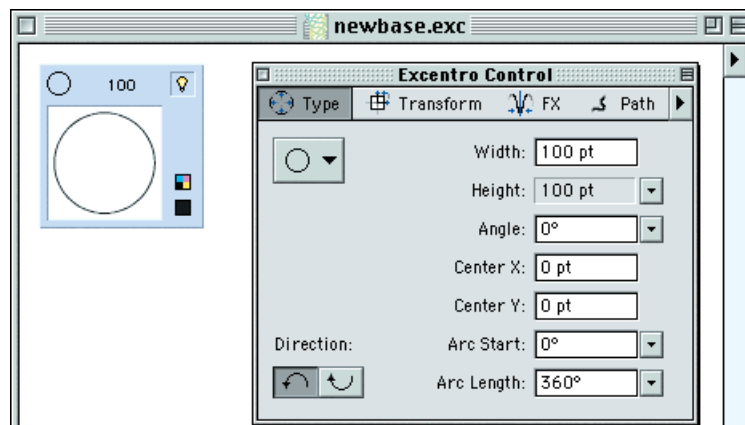 newbase.exc
100
Excentro Control
Type Transform FX Path
Width: 100 pt
Height: 100 pt
Angle: 0°
Center X: 0 pt
Center Y: 0 pt
Direction: Arc Start: 0°
Arc Length: 360°